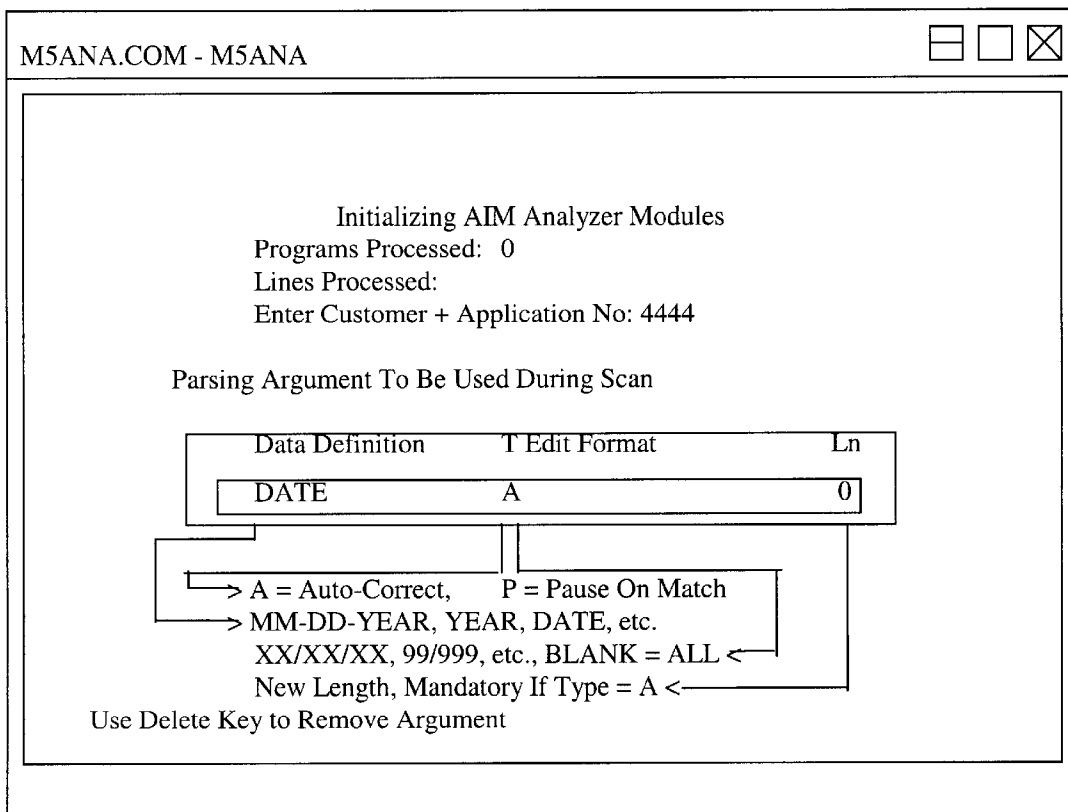 M5ANA.COM - M5ANA
Initializing AIM Analyzer Modules
Programs Processed: 0
Lines Processed:
Enter Customer + Application No: 4444
Parsing Argument To Be Used During Scan
Data Definition T Edit Format Ln
DATE A 0
A = Auto-Correct, P = Pause On Match
MM-DD-YEAR, YEAR, DATE, etc.
XX/XX/XX, 99/999, etc., BLANK = ALL
New Length, Mandatory If Type = A
Use Delete Key to Remove Argument